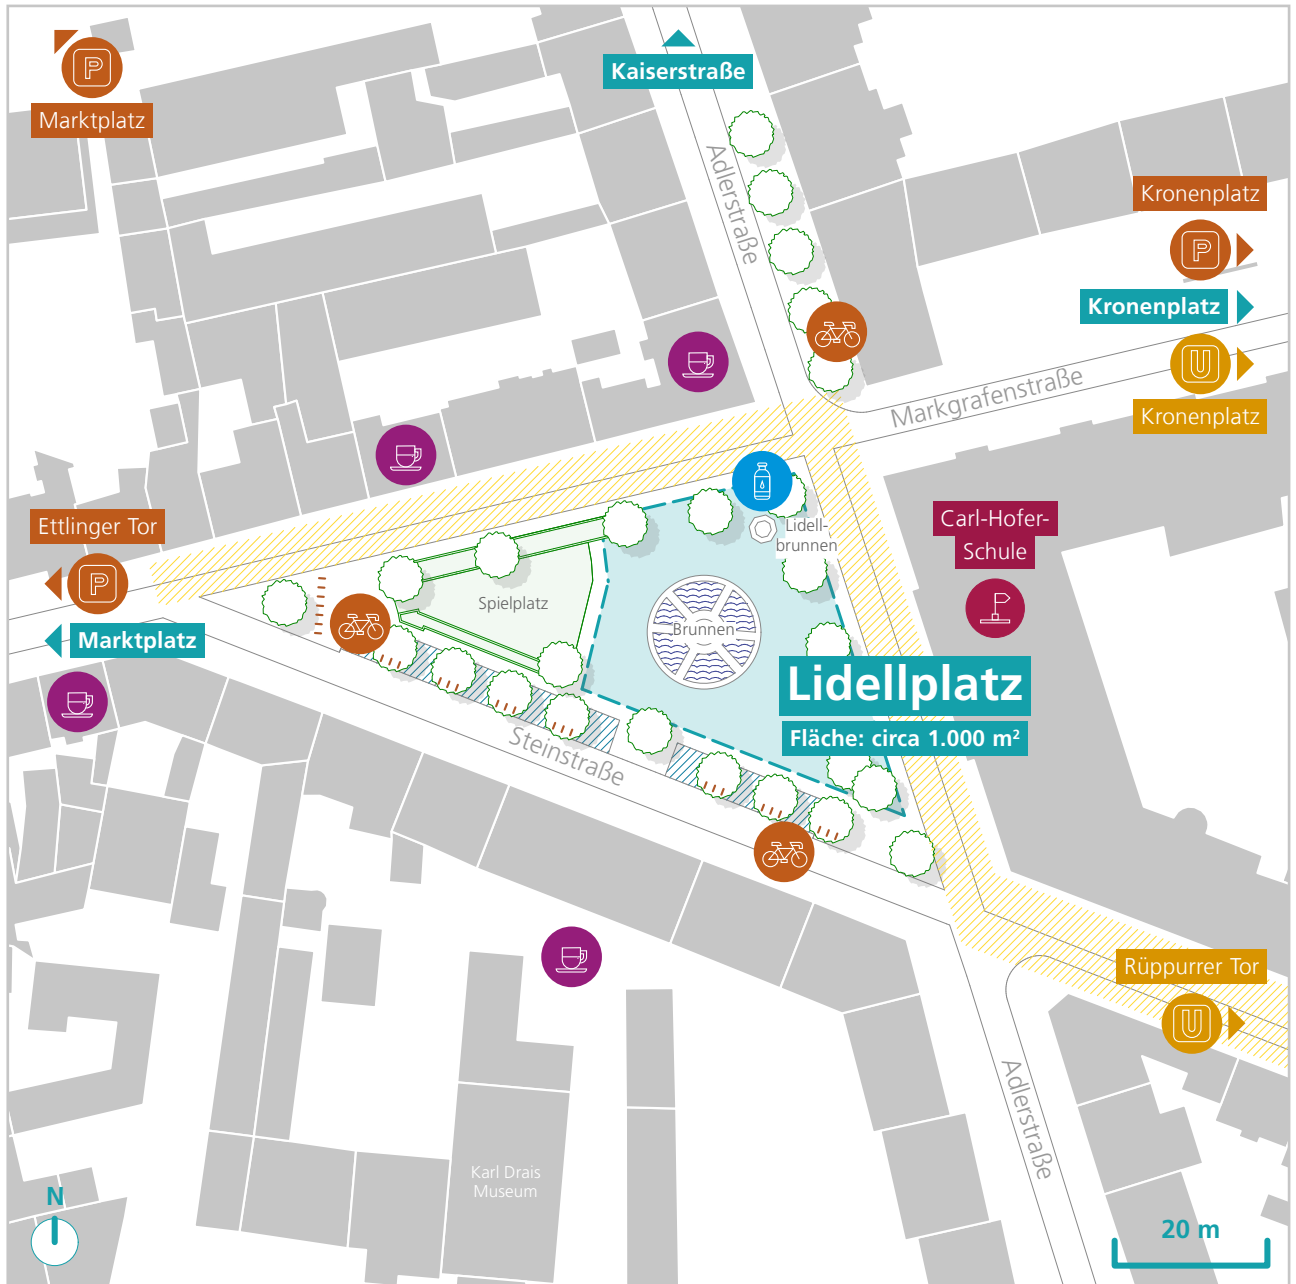 Kaiserstraße
P
Marktplatz
Adlerstraße
Kronenplatz
P
Kronenplatz
U
Kronenplatz
Markgrafenstraße
Ettlinger Tor
P
Marktplatz
Carl-Hofer-
Schule
Lidell-
brunnen
Spielplatz
Brunnen
Lidellplatz
Fläche: circa 1.000 m²
Steinstraße
Rüppurrer Tor
U
Adlerstraße
Karl Drais
Museum
N
20 m